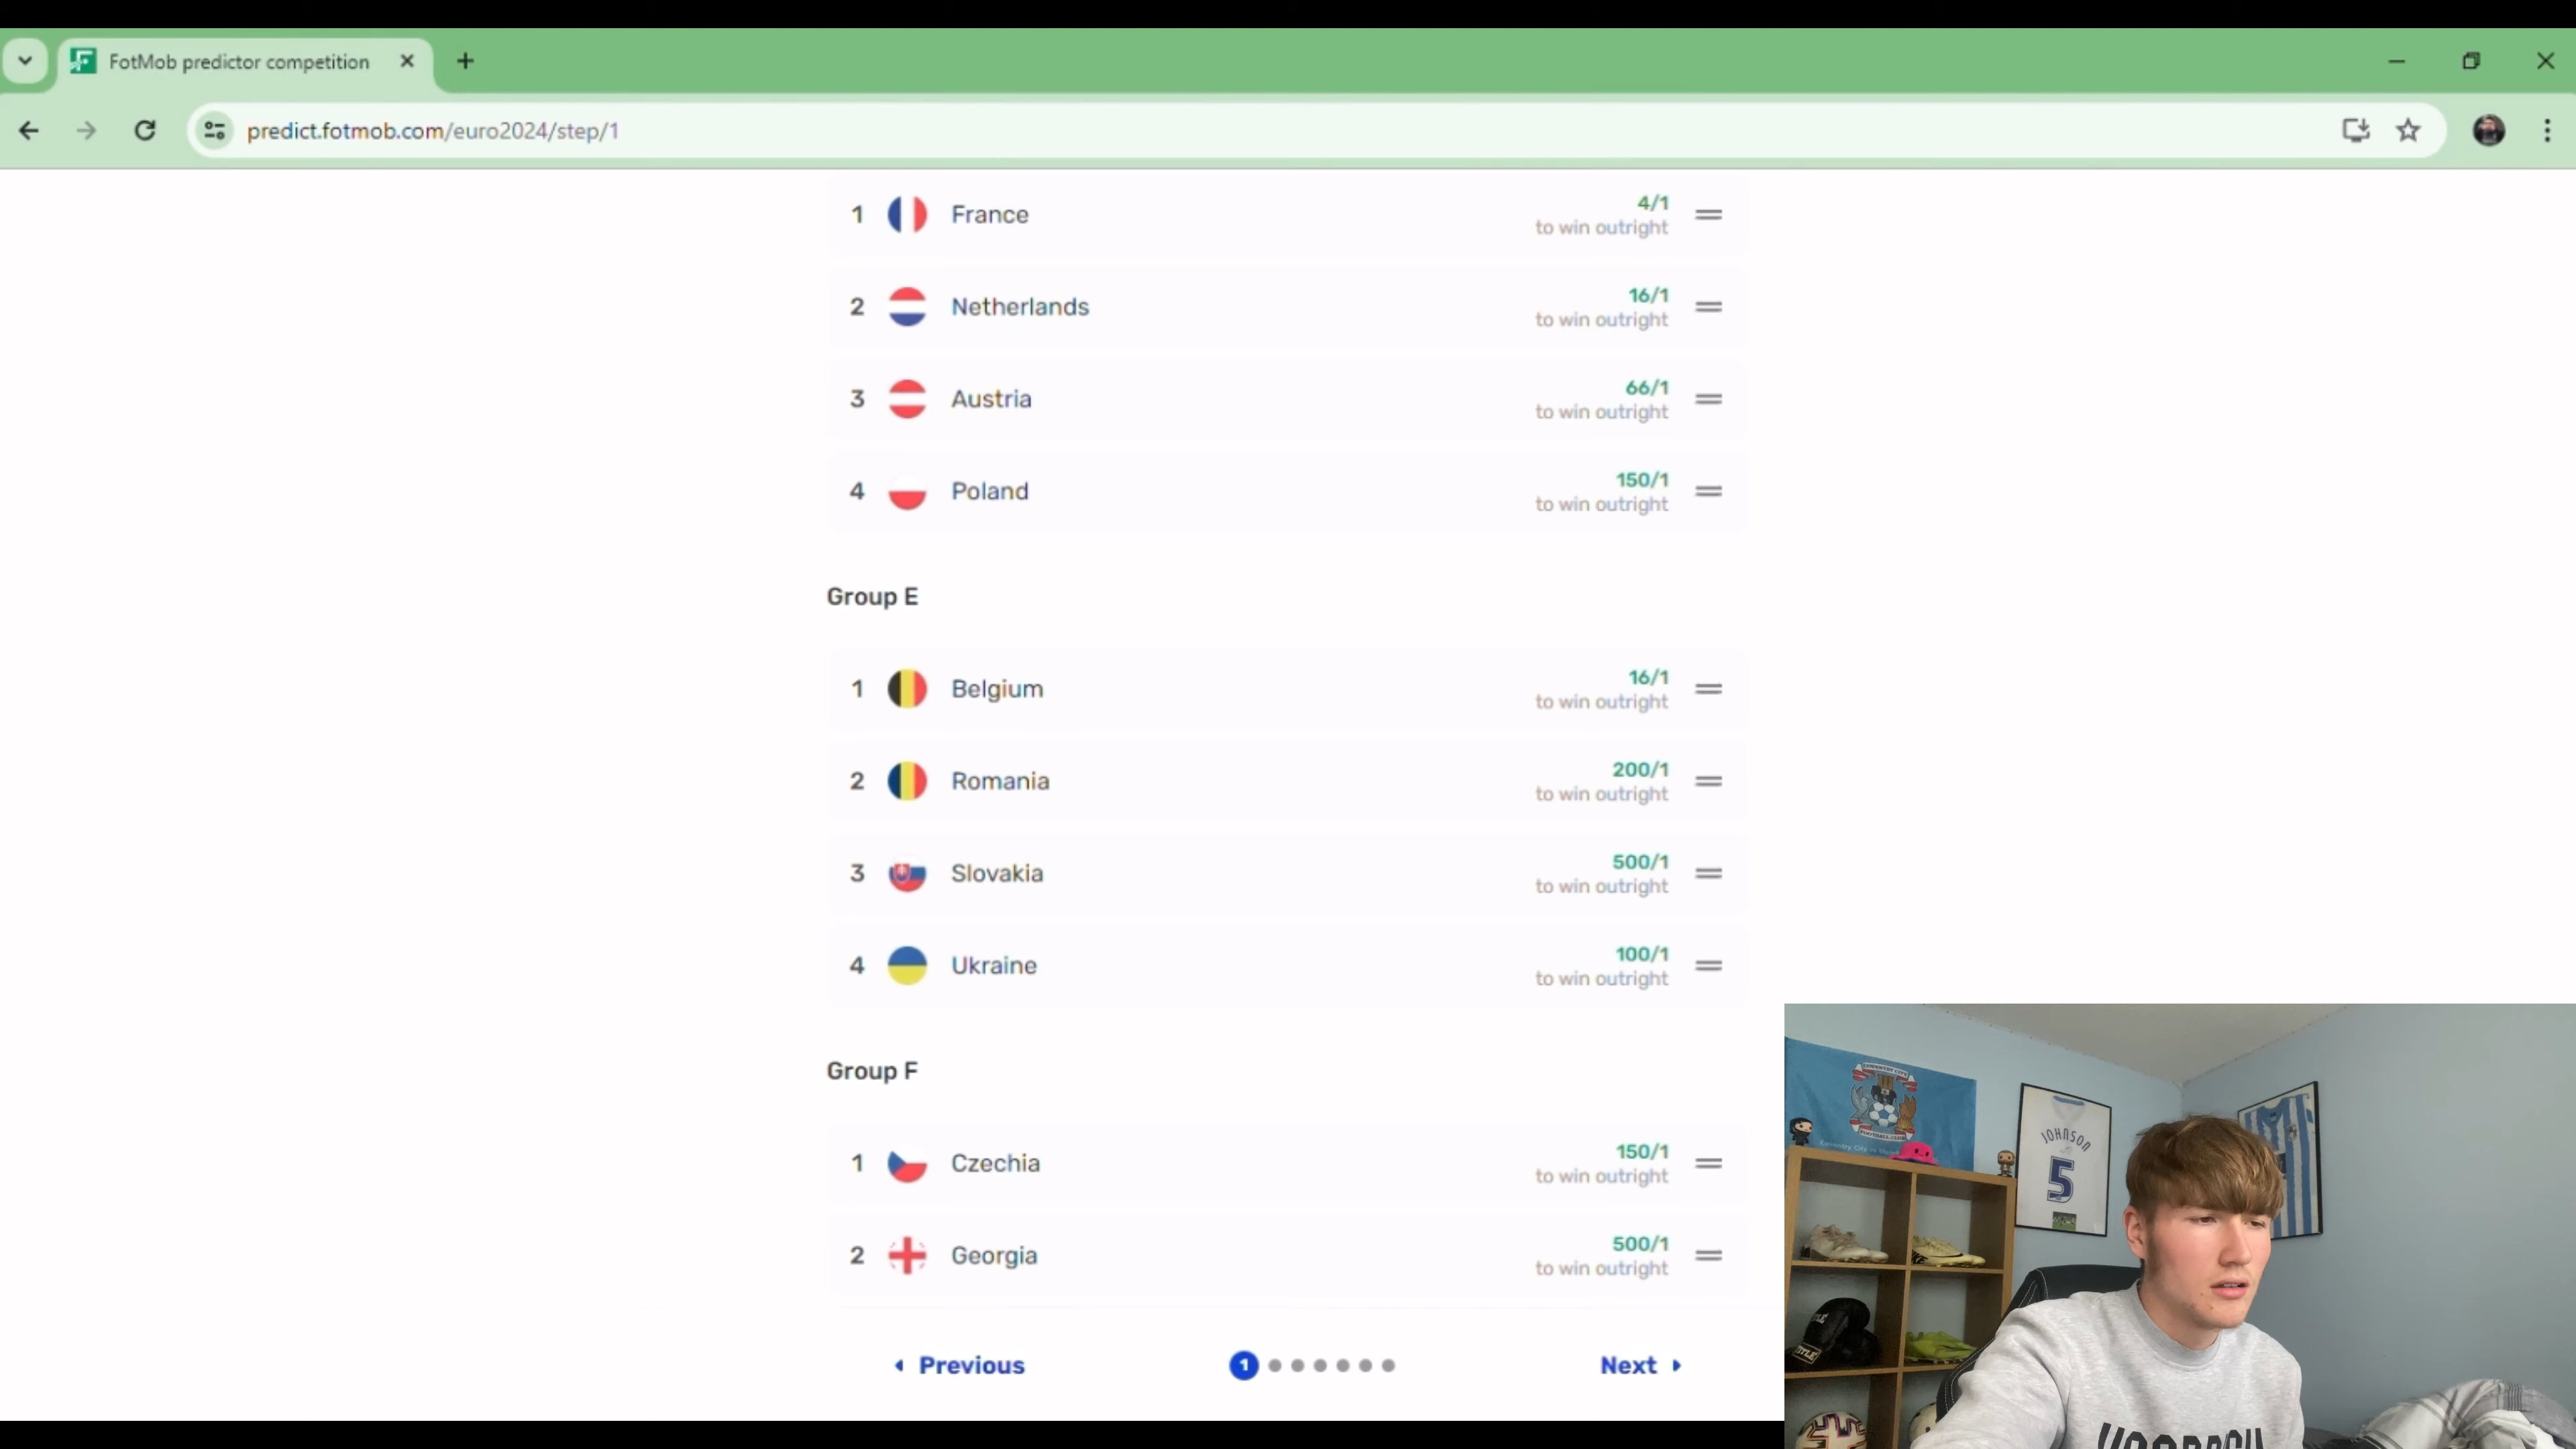 FotMob predictor competition
predict.fotmob.com/euro2024/step/1
1 France 4/1
to win outright
2 Netherlands 16/1
to win outright
3 Austria 66/1
to win outright
4 Poland 150/1
to win outright
Group E
1 Belgium 16/1
to win outright
2 Romania 200/1
to win outright
3 Slovakia 500/1
to win outright
4 Ukraine 100/1
to win outright
Group F
1 Czechia 150/1
to win outright
2 Georgia 500/1
to win outright
Previous 1 Next
JOHNSON
5